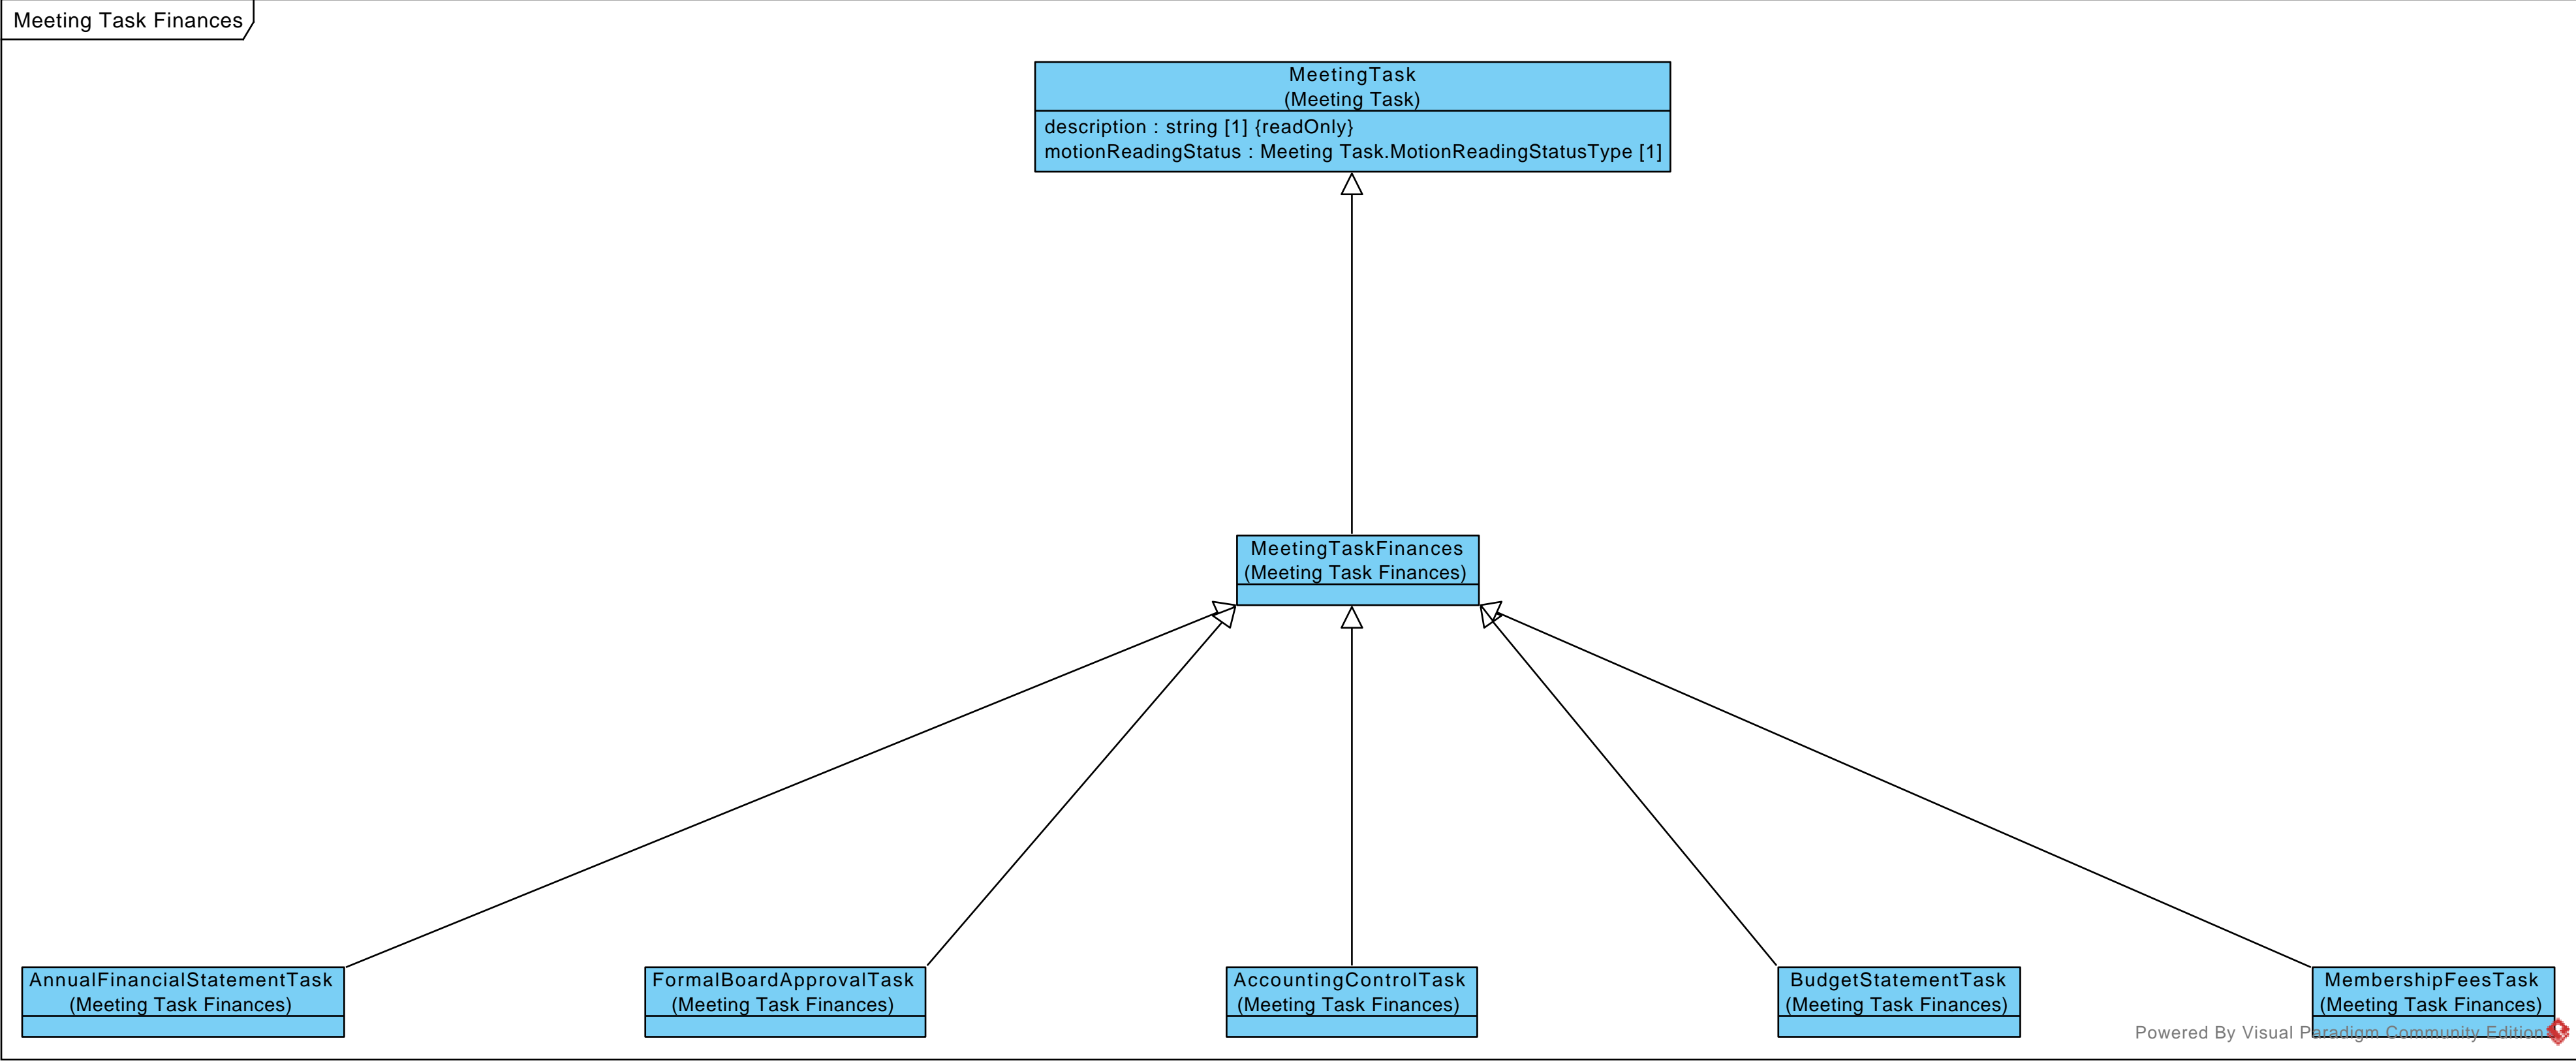 Meeting Task Finances
MeetingTask
(Meeting Task)
description : string [1] {readOnly}
motionReadingStatus : Meeting Task.MotionReadingStatusType [1]
MeetingTaskFinances
(Meeting Task Finances)
AnnualFinancialStatementTask
(Meeting Task Finances)
FormalBoardApprovalTask
(Meeting Task Finances)
AccountingControlTask
(Meeting Task Finances)
BudgetStatementTask
(Meeting Task Finances)
MembershipFeesTask
(Meeting Task Finances)
Powered By Visual Paradigm Community Edition